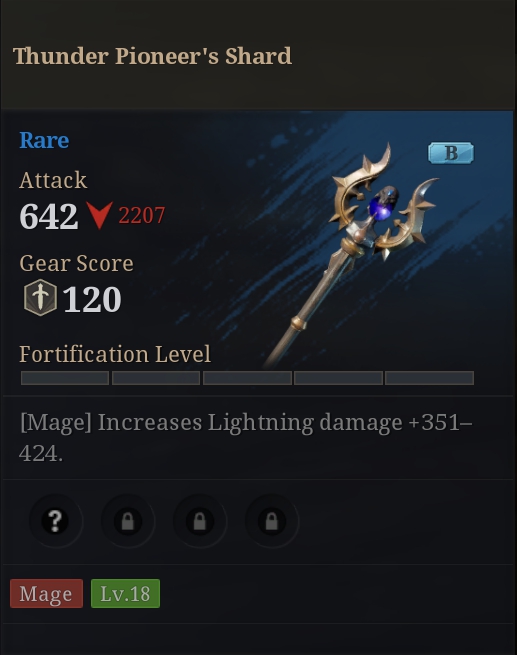 Thunder Pioneer's Shard
Rare
B
Attack
642 2207
Gear Score
120
Fortification Level
[Mage] Increases Lightning damage +351–
424.
?
Mage Lv.18